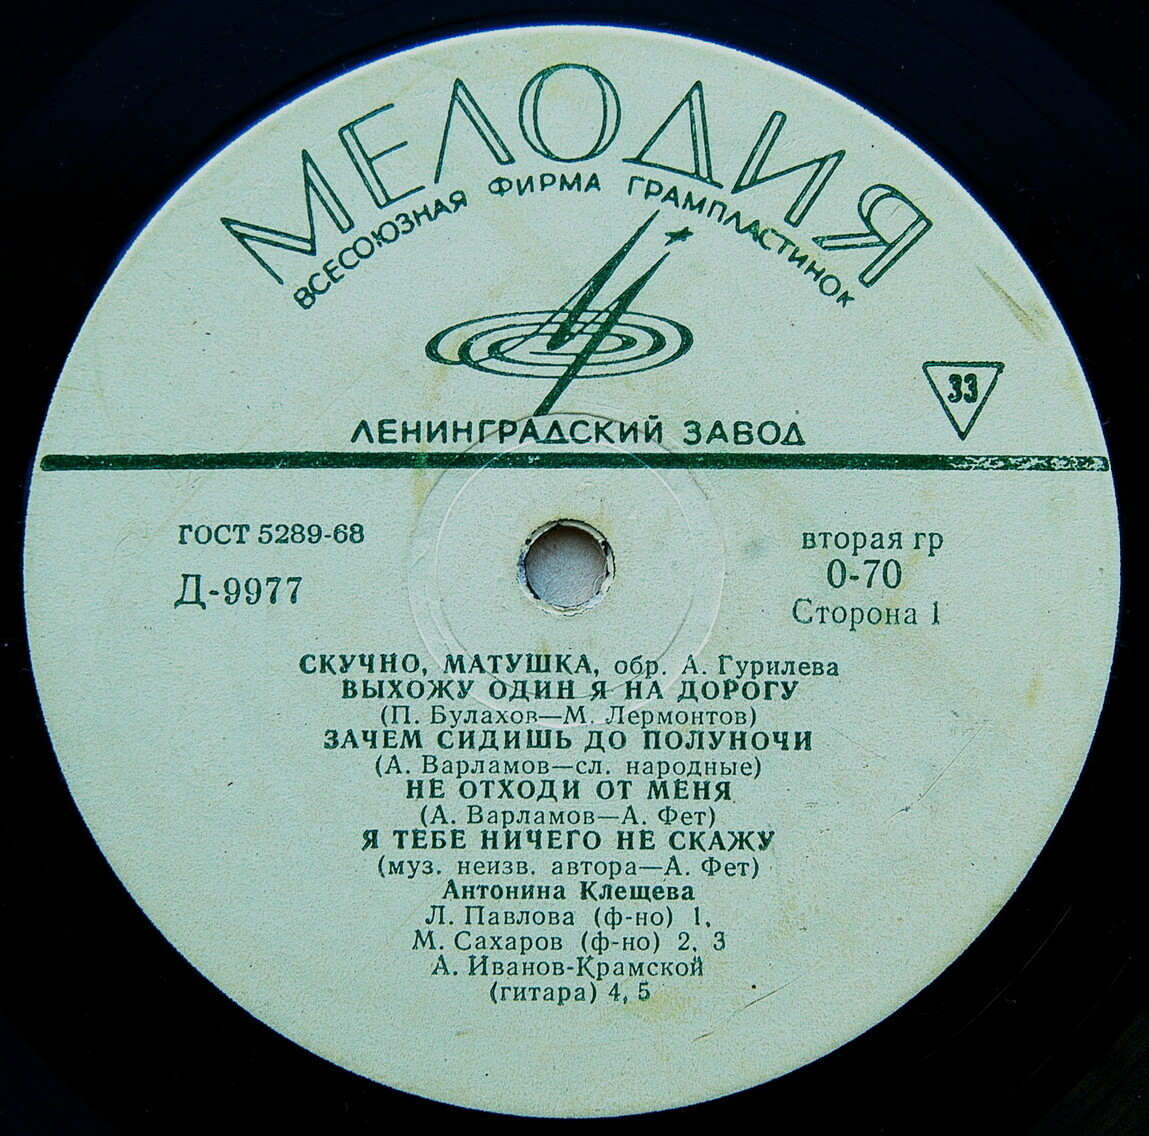 МЕЛОДИЯ
ВСЕСОЮЗНАЯ ФИРМА ГРАМПЛАСТИНОК
33
ЛЕНИНГРАДСКИЙ ЗАВОД
ГОСТ 5289-68
вторая гр
Д-9977
0-70
Сторона 1
СКУЧНО, МАТУШКА, обр. А. Гурилева
ВЫХОЖУ ОДИН Я НА ДОРОГУ
(П. Булахов—М. Лермонтов)
ЗАЧЕМ СИДИШЬ ДО ПОЛУНОЧИ
(А. Варламов—сл. народные)
НЕ ОТХОДИ ОТ МЕНЯ
(А. Варламов—А. Фет)
Я ТЕБЕ НИЧЕГО НЕ СКАЖУ
(муз. неизв. автора—А. Фет)
Антонина Клещева
Л. Павлова (ф-но) 1,
М. Сахаров (ф-но) 2, 3
А. Иванов-Крамской
(гитара) 4, 5